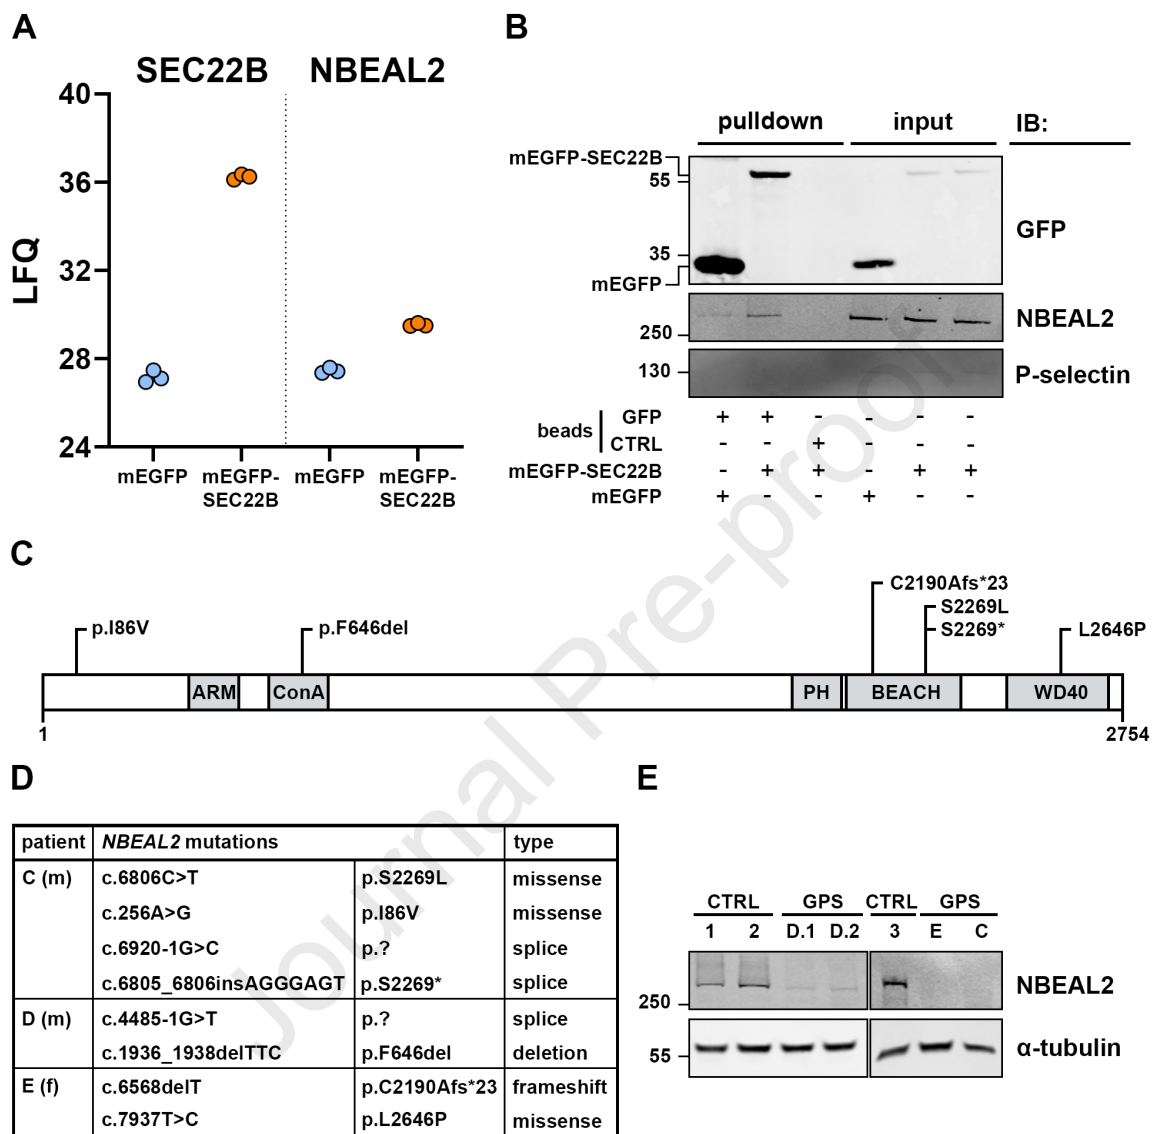 A
SEC22B NBEAL2
LFQ
40
36
32
28
24
mEGFP mEGFP-SEC22B mEGFP mEGFP-SEC22B
B
pulldown input IB:
mEGFP-SEC22B
55
35
mEGFP
GFP
250
NBEAL2
130
P-selectin
beads
GFP + + - - - -
CTRL - - + - - -
mEGFP-SEC22B - + + - + +
mEGFP + - - + - -
C
C2190Afs*23
S2269L
p.I86V p.F646del S2269* L2646P
ARM ConA PH BEACH WD40
1 2754
D
patient NBEAL2 mutations type
C (m) c.6806C>T p.S2269L missense
c.256A>G p.I86V missense
c.6920-1G>C p.? splice
c.6805_6806insAGGGAGT p.S2269* splice
D (m) c.4485-1G>T p.? splice
c.1936_1938delTTC p.F646del deletion
E (f) c.6568delT p.C2190Afs*23 frameshift
c.7937T>C p.L2646P missense
E
CTRL GPS CTRL GPS
1 2 D.1 D.2 3 E C
250 NBEAL2
55 α-tubulin
Journal Pre-proof